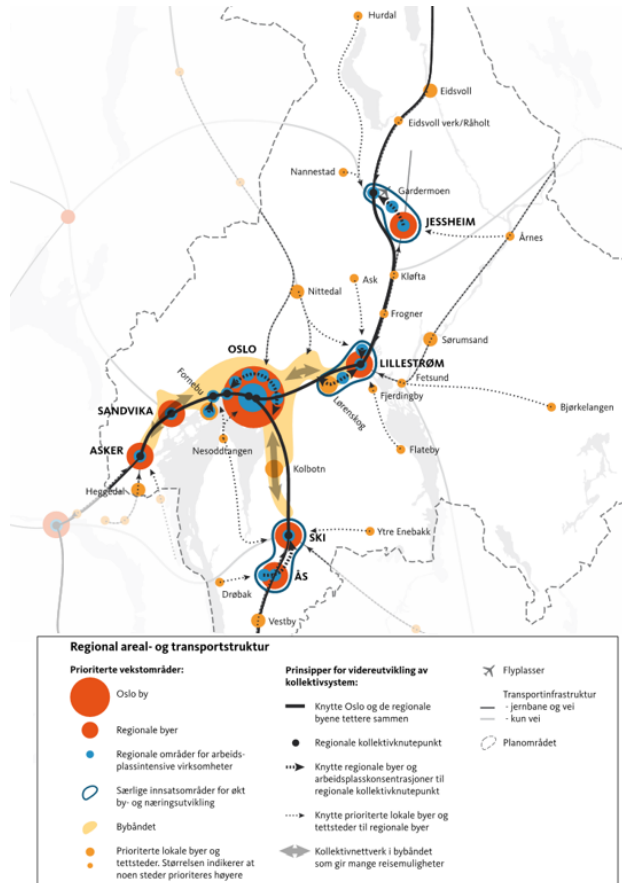 Hurdal
Eidsvoll
Eidsvoll verk/Råholt
Nannestad
Gardermoen
JESSHEIM
Årnes
Kløfta
Ask
Nittedal
Frogner
Sørumsand
OSLO
LILLESTRØM
Fornebu
Fetsund
Lørenskog
Fjerdingby
Bjørkelangen
SANDVIKA
ASKER
Nesoddtangen
Flateby
Kolbotn
Heggedal
Ytre Enebakk
SKI
ÅS
Drøbak
Vestby
Regional areal- og transportstruktur
Prioriterte vekstområder:
Oslo by
Regionale byer
Regionale områder for arbeids-
plassintensive virksomheter
Særlige innsatsområder for økt
by- og næringsutvikling
Bybåndet
Prioriterte lokale byer og
tettsteder. Størrelsen indikerer at
noen steder prioriteres høyere
Prinsipper for videreutvikling av
kollektivsystem:
Knytte Oslo og de regionale
byene tettere sammen
Regionale kollektivknutepunkt
Knytte regionale byer og
arbeidsplasskonsentrasjoner til
regionale kollektivknutepunkt
Knytte prioriterte lokale byer og
tettsteder til regionale byer
Kollektivnettverk i bybåndet
som gir mange reisemuligheter
Flyplasser
Transportinfrastruktur
- jernbane og vei
- kun vei
Planområdet